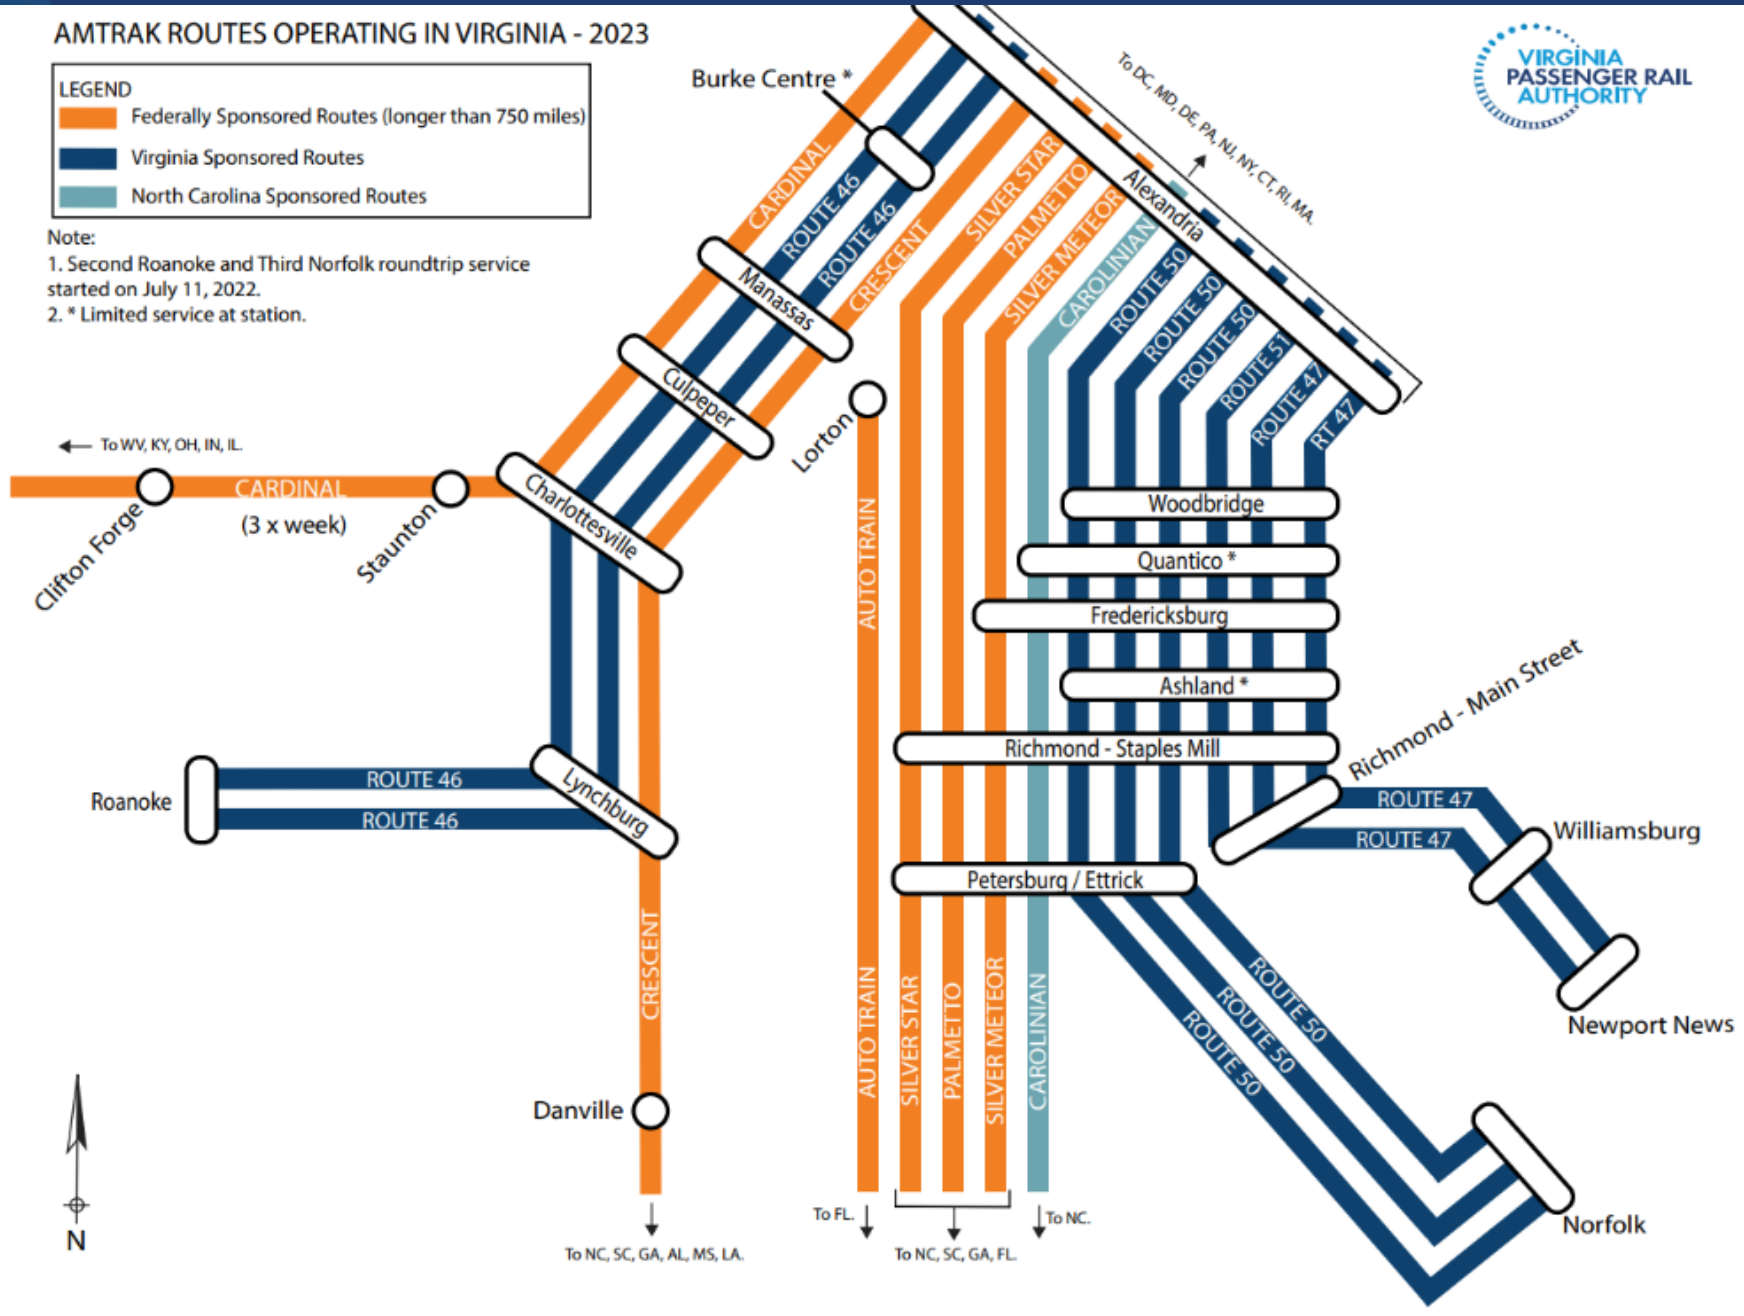 AMTRAK ROUTES OPERATING IN VIRGINIA - 2023
LEGEND
Federally Sponsored Routes (longer than 750 miles)
Virginia Sponsored Routes
North Carolina Sponsored Routes
Note:
1. Second Roanoke and Third Norfolk roundtrip service
started on July 11, 2022.
2. * Limited service at station.
VIRGINIA
PASSENGER RAIL
AUTHORITY
Burke Centre *
To DC, MD, DE, PA, NJ, NY, CT, RI, MA.
Alexandria
CARDINAL
ROUTE 46
ROUTE 46
CRESCENT
SILVER STAR
PALMETTO
SILVER METEOR
CAROLINIAN
ROUTE 50
ROUTE 50
ROUTE 50
ROUTE 51
ROUTE 47
RT 47
Manassas
Culpeper
Lorton
To WV, KY, OH, IN, IL.
CARDINAL
(3 x week)
Clifton Forge
Staunton
Charlottesville
AUTO TRAIN
Woodbridge
Quantico *
Fredericksburg
Ashland *
Richmond - Staples Mill
Richmond - Main Street
Roanoke
ROUTE 46
ROUTE 46
Lynchburg
ROUTE 47
ROUTE 47
Williamsburg
Newport News
Petersburg / Ettrick
CRESCENT
AUTO TRAIN
SILVER STAR
PALMETTO
SILVER METEOR
CAROLINIAN
ROUTE 50
ROUTE 50
ROUTE 50
Danville
Norfolk
N
To NC, SC, GA, AL, MS, LA.
To FL.
To NC, SC, GA, FL.
To NC.